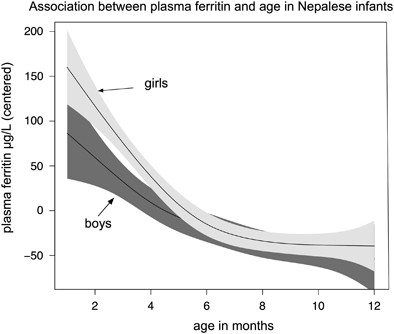 Association between plasma ferritin and age in Nepalese infants
plasma ferritin µg/L (centered)
200
150
100
50
0
−50
girls
boys
2
4
6
8
10
12
age in months